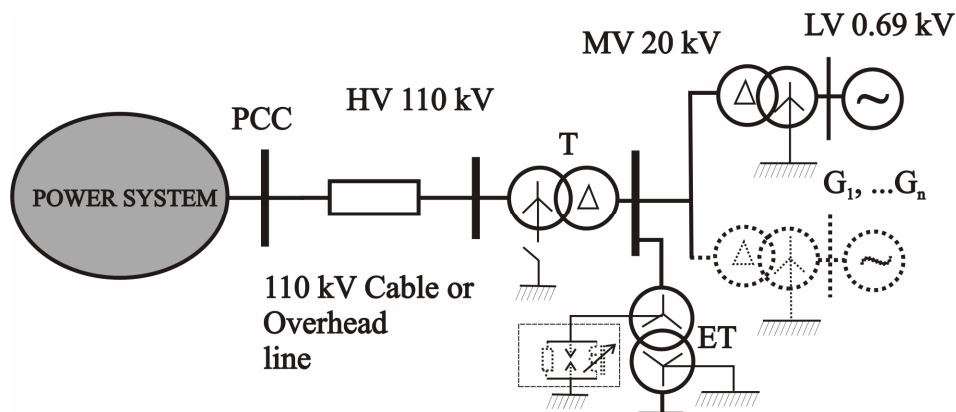 LV 0.69 kV
MV 20 kV
HV 110 kV
PCC
T
POWER SYSTEM
G1, ...Gn
110 kV Cable or
Overhead
line
ET